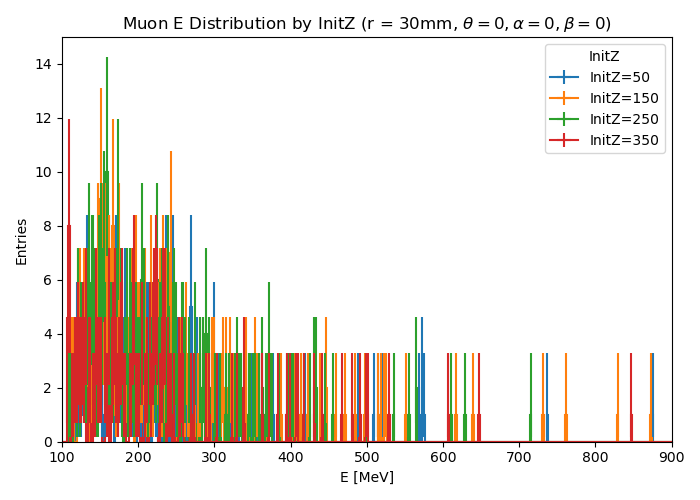 Muon E Distribution by InitZ (r = 30mm, θ = 0, α = 0, β = 0)
InitZ
InitZ=50
InitZ=150
InitZ=250
InitZ=350
Entries
14
12
10
8
6
4
2
0
100 200 300 400 500 600 700 800 900
E [MeV]